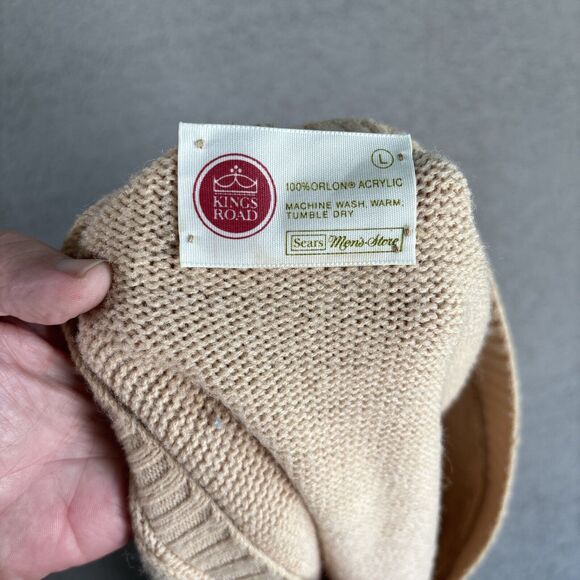 KINGS
ROAD
L
100% ORLON® ACRYLIC
MACHINE WASH, WARM,
TUMBLE DRY
Sears Men's Store